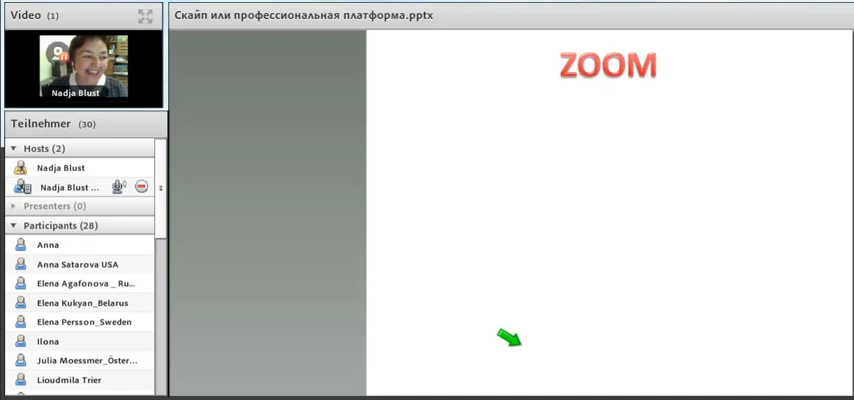 Video (1)
Nadja Blust
Teilnehmer (30)
Hosts (2)
Nadja Blust
Nadja Blust ...
Presenters (0)
Participants (28)
Anna
Anna Satarova USA
Elena Agafonova _ Ru...
Elena Kukyan_Belarus
Elena Persson_Sweden
Ilona
Julia Moessmer_Öster...
Lioudmila Trier
Скайп или профессиональная платформа.pptx
ZOOM